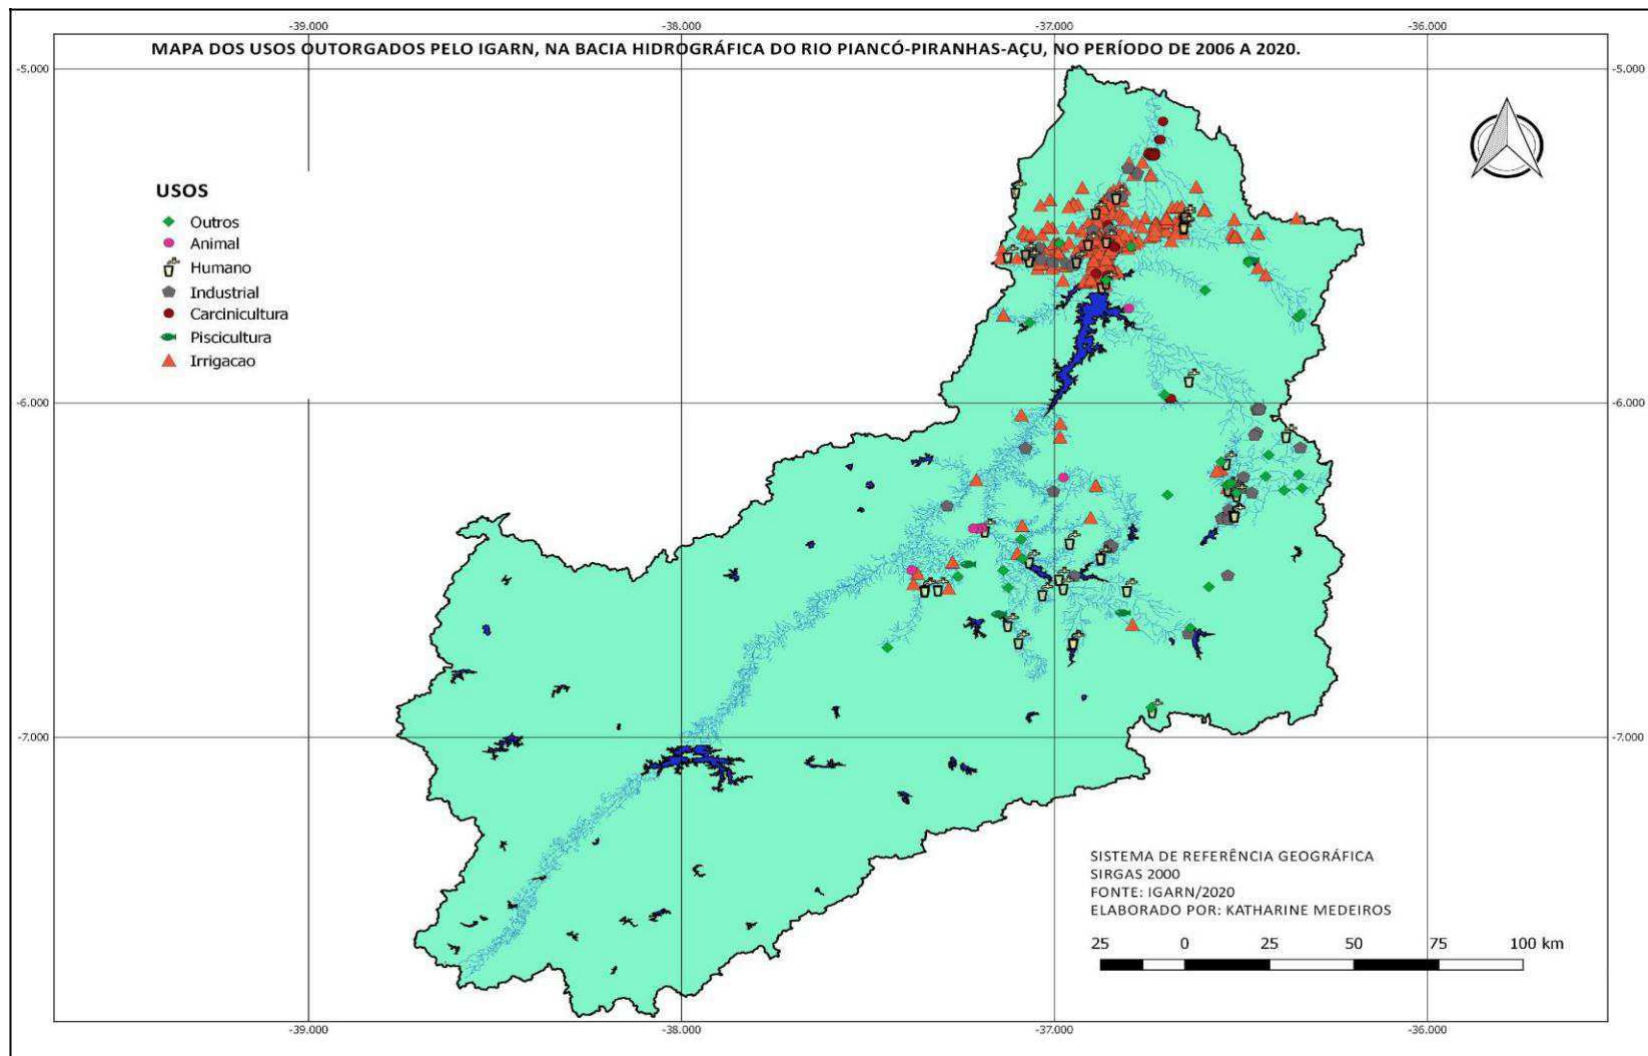 -39.000
-38.000
-37.000
-36.000
MAPA DOS USOS OUTORGADOS PELO IGARN, NA BACIA HIDROGRÁFICA DO RIO PIANCÓ-PIRANHAS-AÇU, NO PERÍODO DE 2006 A 2020.
-5.000
-5.000
USOS
Outros
Animal
Humano
Industrial
Carcinicultura
Piscicultura
Irrigacao
-6.000
-6.000
-7.000
-7.000
SISTEMA DE REFERÊNCIA GEOGRÁFICA
SIRGAS 2000
FONTE: IGARN/2020
ELABORADO POR: KATHARINE MEDEIROS
25 0 25 50 75 100 km
-39.000
-38.000
-37.000
-36.000